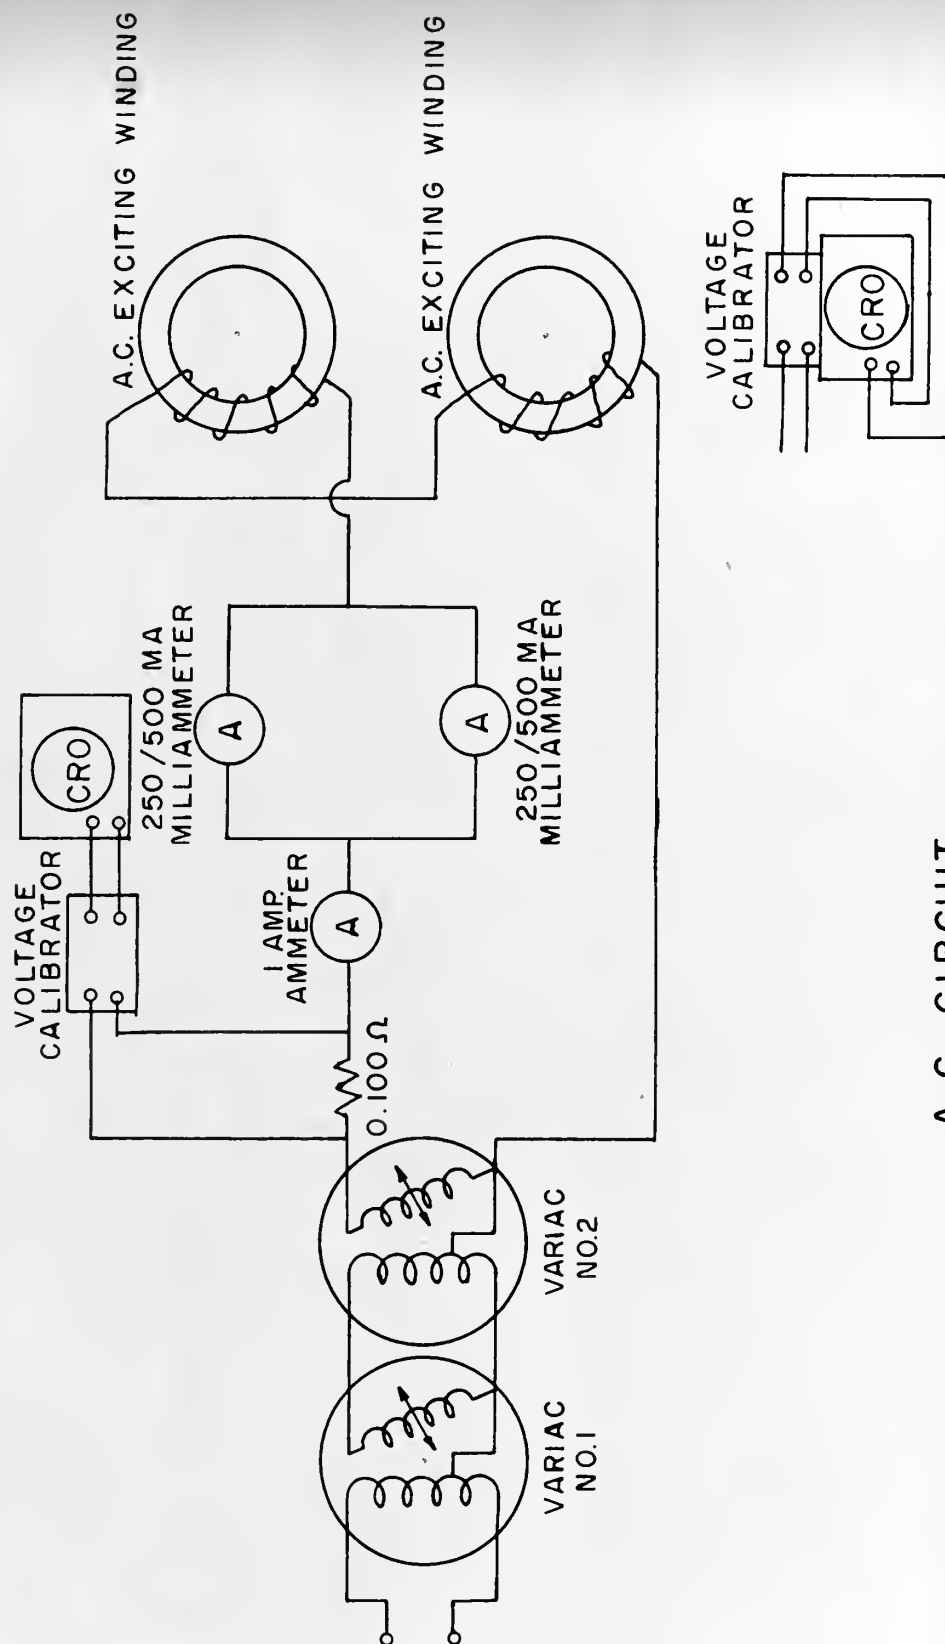 A.C. EXCITING WINDING
A.C. EXCITING WINDING
VOLTAGE
CALIBRATOR
CRO
250/500 MA
MILLIAMMETER
A
A
250/500 MA
MILLIAMMETER
VOLTAGE
CALIBRATOR
CRO
1 AMP.
AMMETER
A
0.100 Ω
VARIAC
NO.2
VARIAC
NO.1
A.C. CIRCUIT